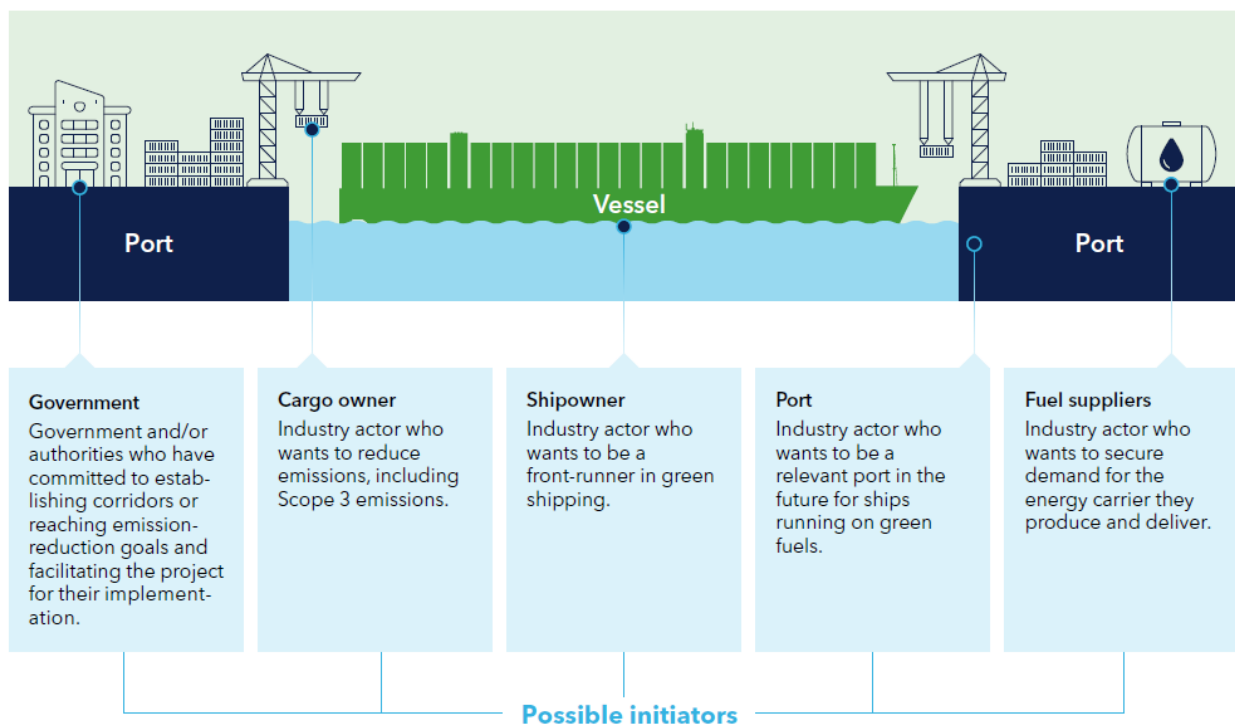 Vessel
Port
Port
Government
Government and/or
authorities who have
committed to estab-
lishing corridors or
reaching emission-
reduction goals and
facilitating the project
for their implement-
ation.
Cargo owner
Industry actor who
wants to reduce
emissions, including
Scope 3 emissions.
Shipowner
Industry actor who
wants to be a
front-runner in green
shipping.
Port
Industry actor who
wants to be a
relevant port in the
future for ships
running on green
fuels.
Fuel suppliers
Industry actor who
wants to secure
demand for the
energy carrier they
produce and deliver.
Possible initiators